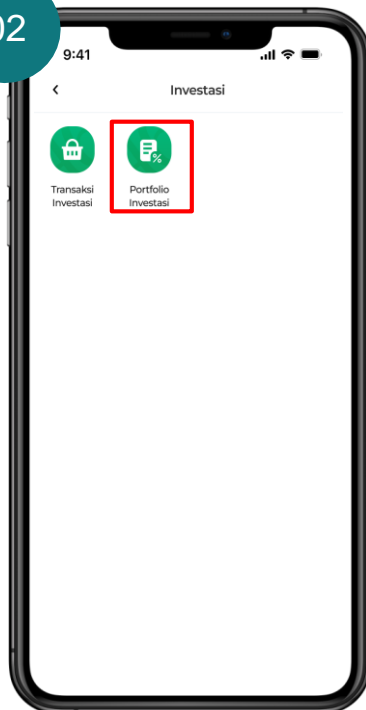 02
9:41
Investasi
%
Transaksi
Investasi
Portfolio
Investasi